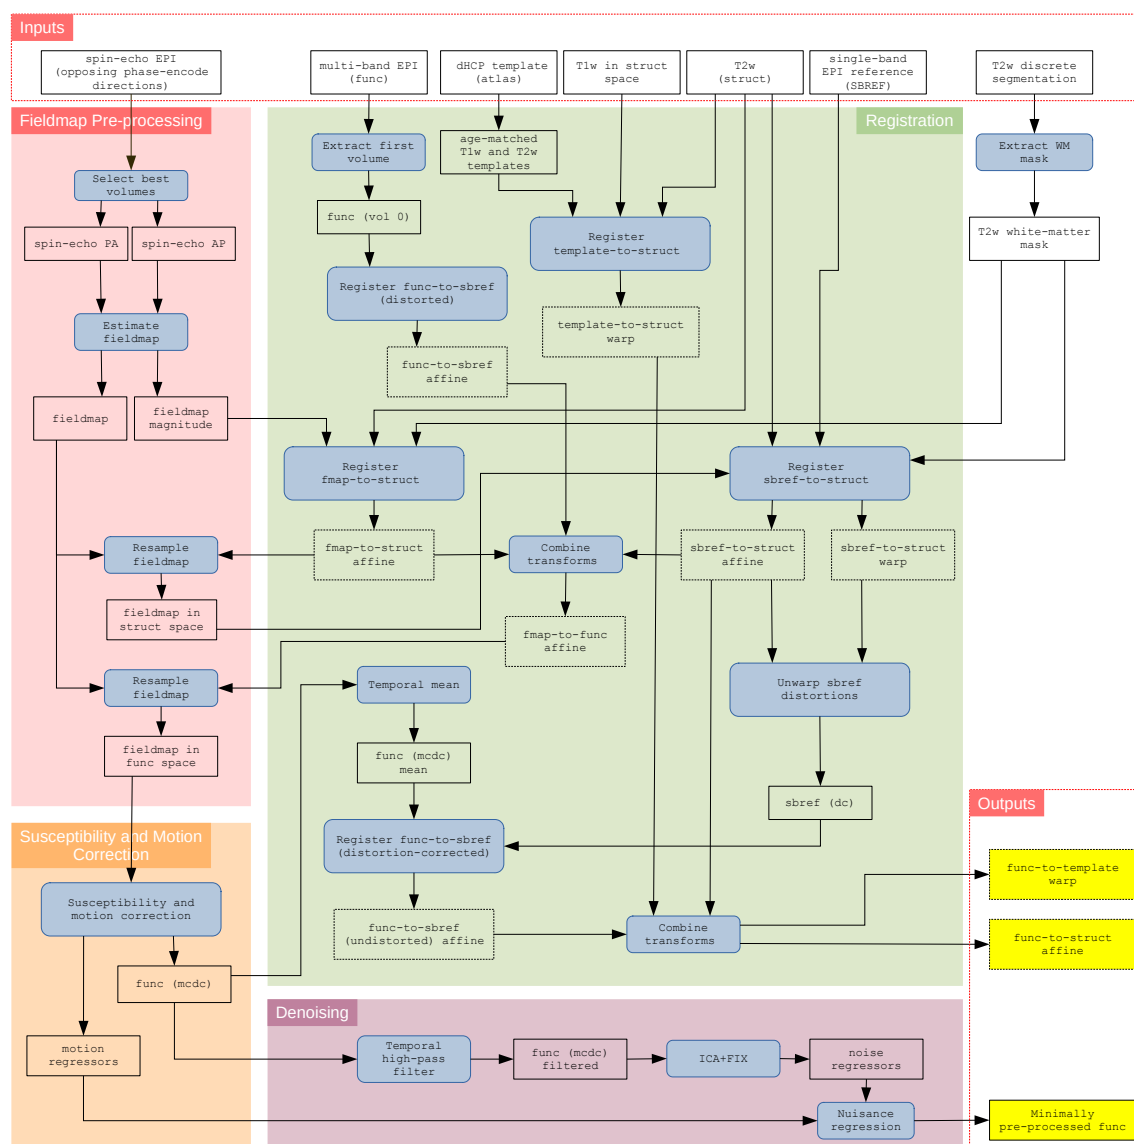 Inputs
spin-echo EPI
(opposing phase-encode
directions)
multi-band EPI
(func)
dHCP template
(atlas)
T1w in struct
space
T2w
(struct)
single-band
EPI reference
(SBREF)
T2w discrete
segmentation
Fieldmap Pre-processing
Registration
Select best
volumes
Extract first
volume
age-matched
T1w and T2w
templates
Extract WM
mask
spin-echo PA
spin-echo AP
func (vol 0)
Register
template-to-struct
T2w white-matter
mask
Register func-to-sbref
(distorted)
Estimate
fieldmap
template-to-struct
warp
func-to-sbref
affine
fieldmap
fieldmap
magnitude
Register
fmap-to-struct
Register
sbref-to-struct
Resample
fieldmap
fmap-to-struct
affine
Combine
transforms
sbref-to-struct
affine
sbref-to-struct
warp
fieldmap in
struct space
fmap-to-func
affine
Resample
fieldmap
Temporal mean
Unwarp sbref
distortions
fieldmap in
func space
func (mcdc)
mean
sbref (dc)
Outputs
Susceptibility and Motion
Correction
Register func-to-sbref
(distortion-corrected)
func-to-template
warp
Susceptibility and
motion correction
func-to-sbref
(undistorted) affine
Combine
transforms
func-to-struct
affine
func (mcdc)
Denoising
motion
regressors
Temporal
high-pass
filter
func (mcdc)
filtered
ICA+FIX
noise
regressors
Nuisance
regression
Minimally
pre-processed func